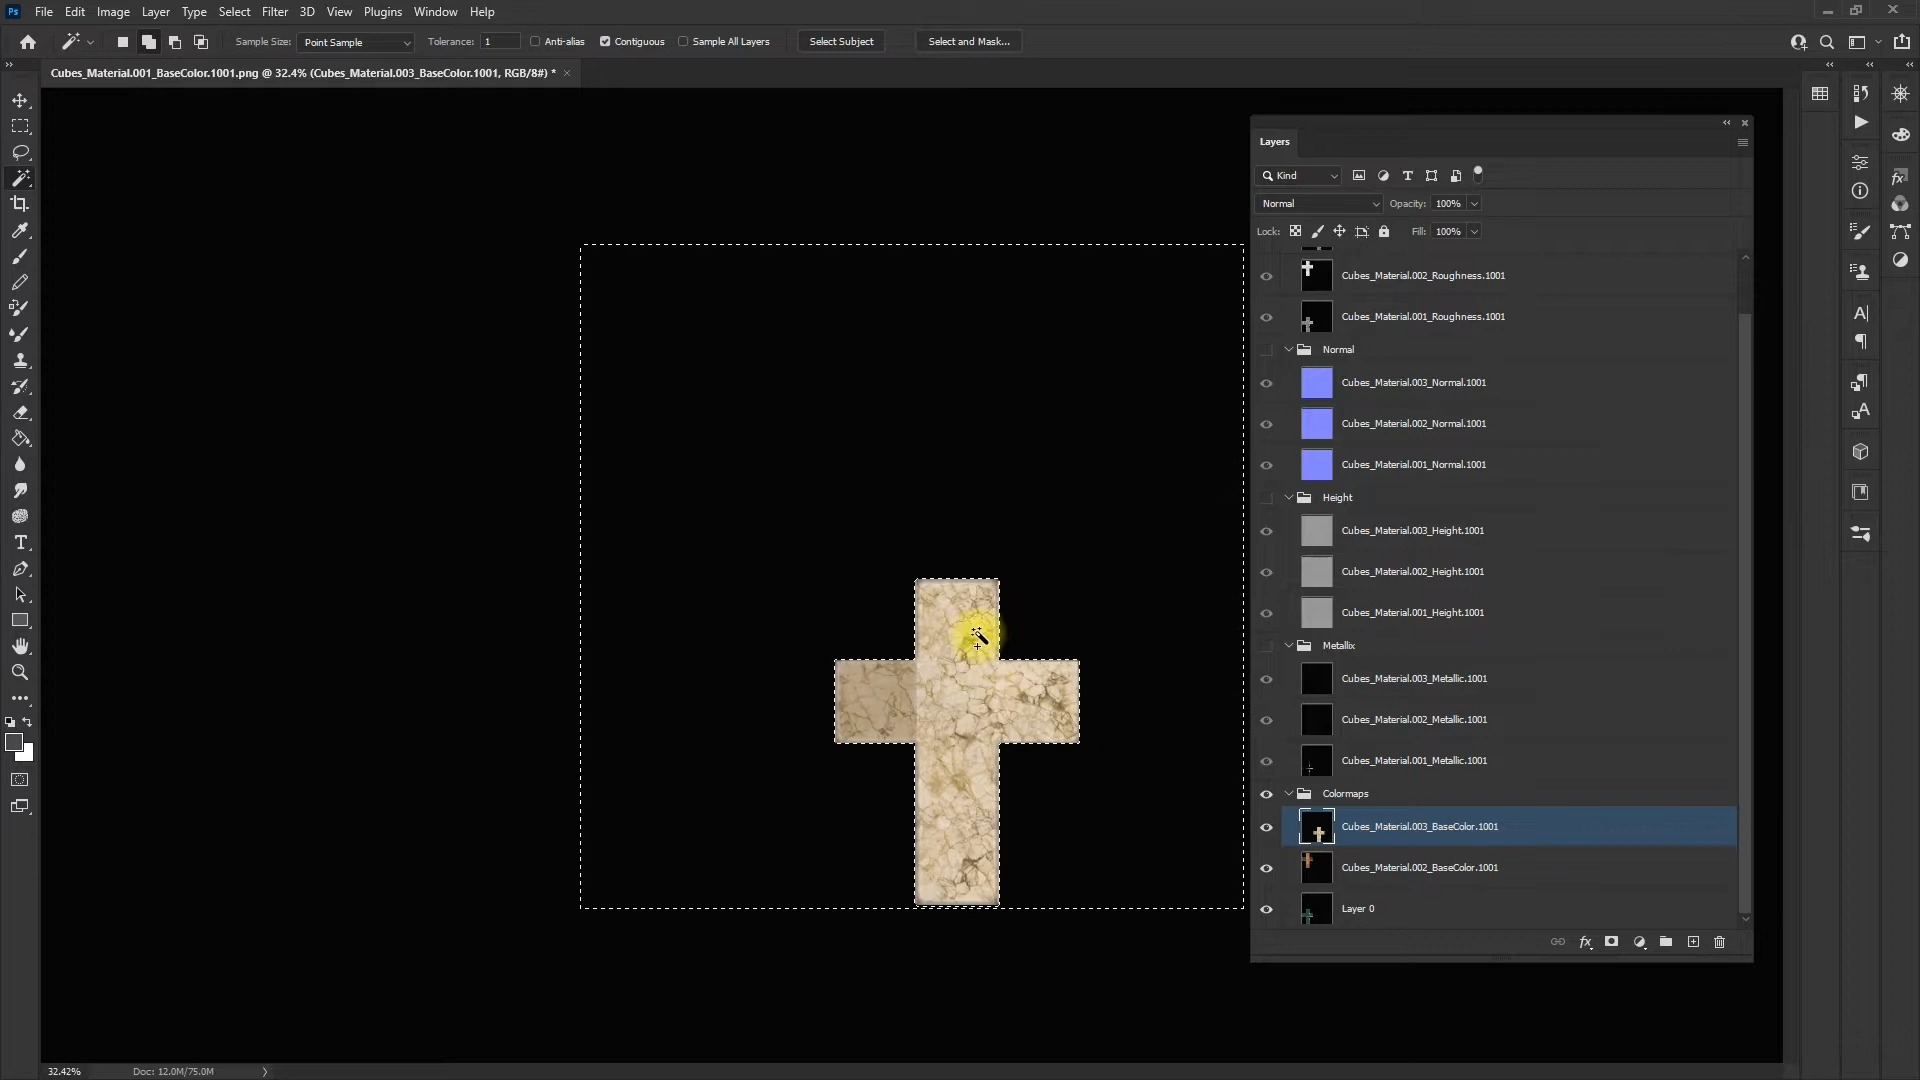 Ps File Edit Image Layer Type Select Filter 3D View Plugins Window Help
Sample Size: Point Sample Tolerance: 1 Anti-alias Contiguous Sample All Layers Select Subject Select and Mask...
Cubes_Material.001_BaseColor.1001.png @ 32.4% (Cubes_Material.003_BaseColor.1001, RGB/8#) *
Layers
Kind
Normal Opacity: 100%
Lock: Fill: 100%
Cubes_Material.002_Roughness.1001
Cubes_Material.001_Roughness.1001
Normal
Cubes_Material.003_Normal.1001
Cubes_Material.002_Normal.1001
Cubes_Material.001_Normal.1001
Height
Cubes_Material.003_Height.1001
Cubes_Material.002_Height.1001
Cubes_Material.001_Height.1001
Metallix
Cubes_Material.003_Metallic.1001
Cubes_Material.002_Metallic.1001
Cubes_Material.001_Metallic.1001
Colormaps
Cubes_Material.003_BaseColor.1001
Cubes_Material.002_BaseColor.1001
Layer 0
32.42% Doc: 12.0M/75.0M